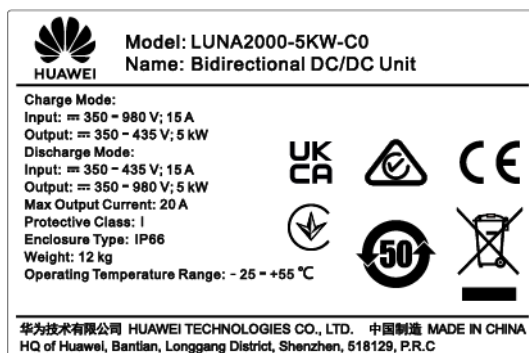 HUAWEI
Model: LUNA2000-5KW-C0
Name: Bidirectional DC/DC Unit
Charge Mode:
Input: ⎓ 350 - 980 V; 15 A
Output: ⎓ 350 - 435 V; 5 kW
Discharge Mode:
Input: ⎓ 350 - 435 V; 15 A
Output: ⎓ 350 - 980 V; 5 kW
Max Output Current: 20 A
Protective Class: I
Enclosure Type: IP66
Weight: 12 kg
Operating Temperature Range: - 25 - +55 ℃
UK
CA
CE
50
华为技术有限公司 HUAWEI TECHNOLOGIES CO., LTD. 中国制造 MADE IN CHINA
HQ of Huawei, Bantian, Longgang District, Shenzhen, 518129, P.R.C